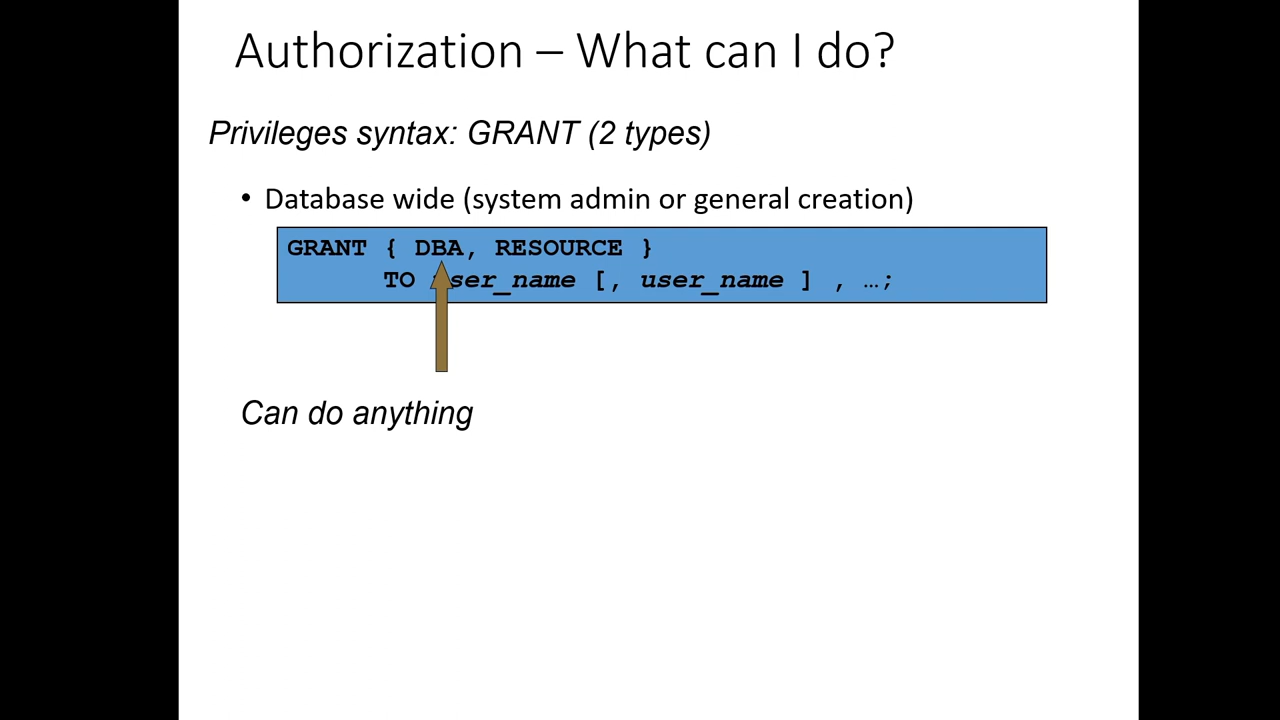 Authorization – What can I do?
Privileges syntax: GRANT (2 types)
• Database wide (system admin or general creation)
GRANT { DBA, RESOURCE }
TO user_name [, user_name ] , …;
Can do anything